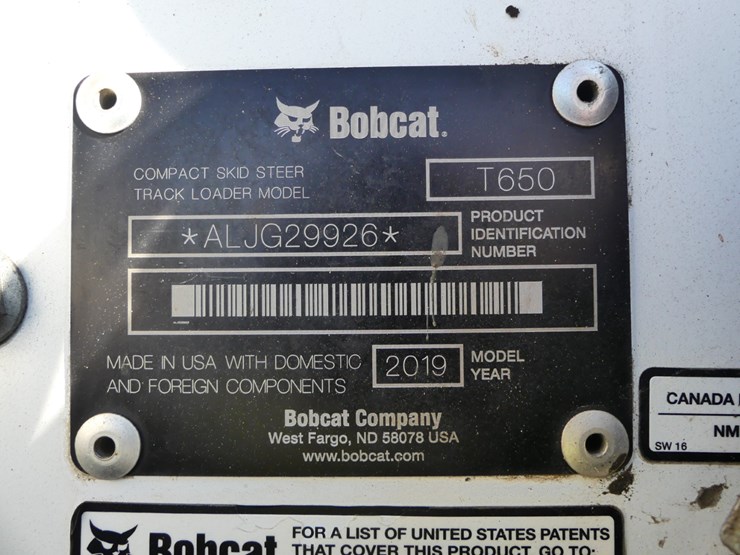 Bobcat.
COMPACT SKID STEER
TRACK LOADER MODEL
T650
*ALJG29926*
PRODUCT
IDENTIFICATION
NUMBER
MADE IN USA WITH DOMESTIC
AND FOREIGN COMPONENTS
2019
MODEL
YEAR
Bobcat Company
West Fargo, ND 58078 USA
www.bobcat.com
CANADA
NM
SW 16
Bobcat
FOR A LIST OF UNITED STATES PATENTS
THAT COVER THIS PRODUCT, GO TO: